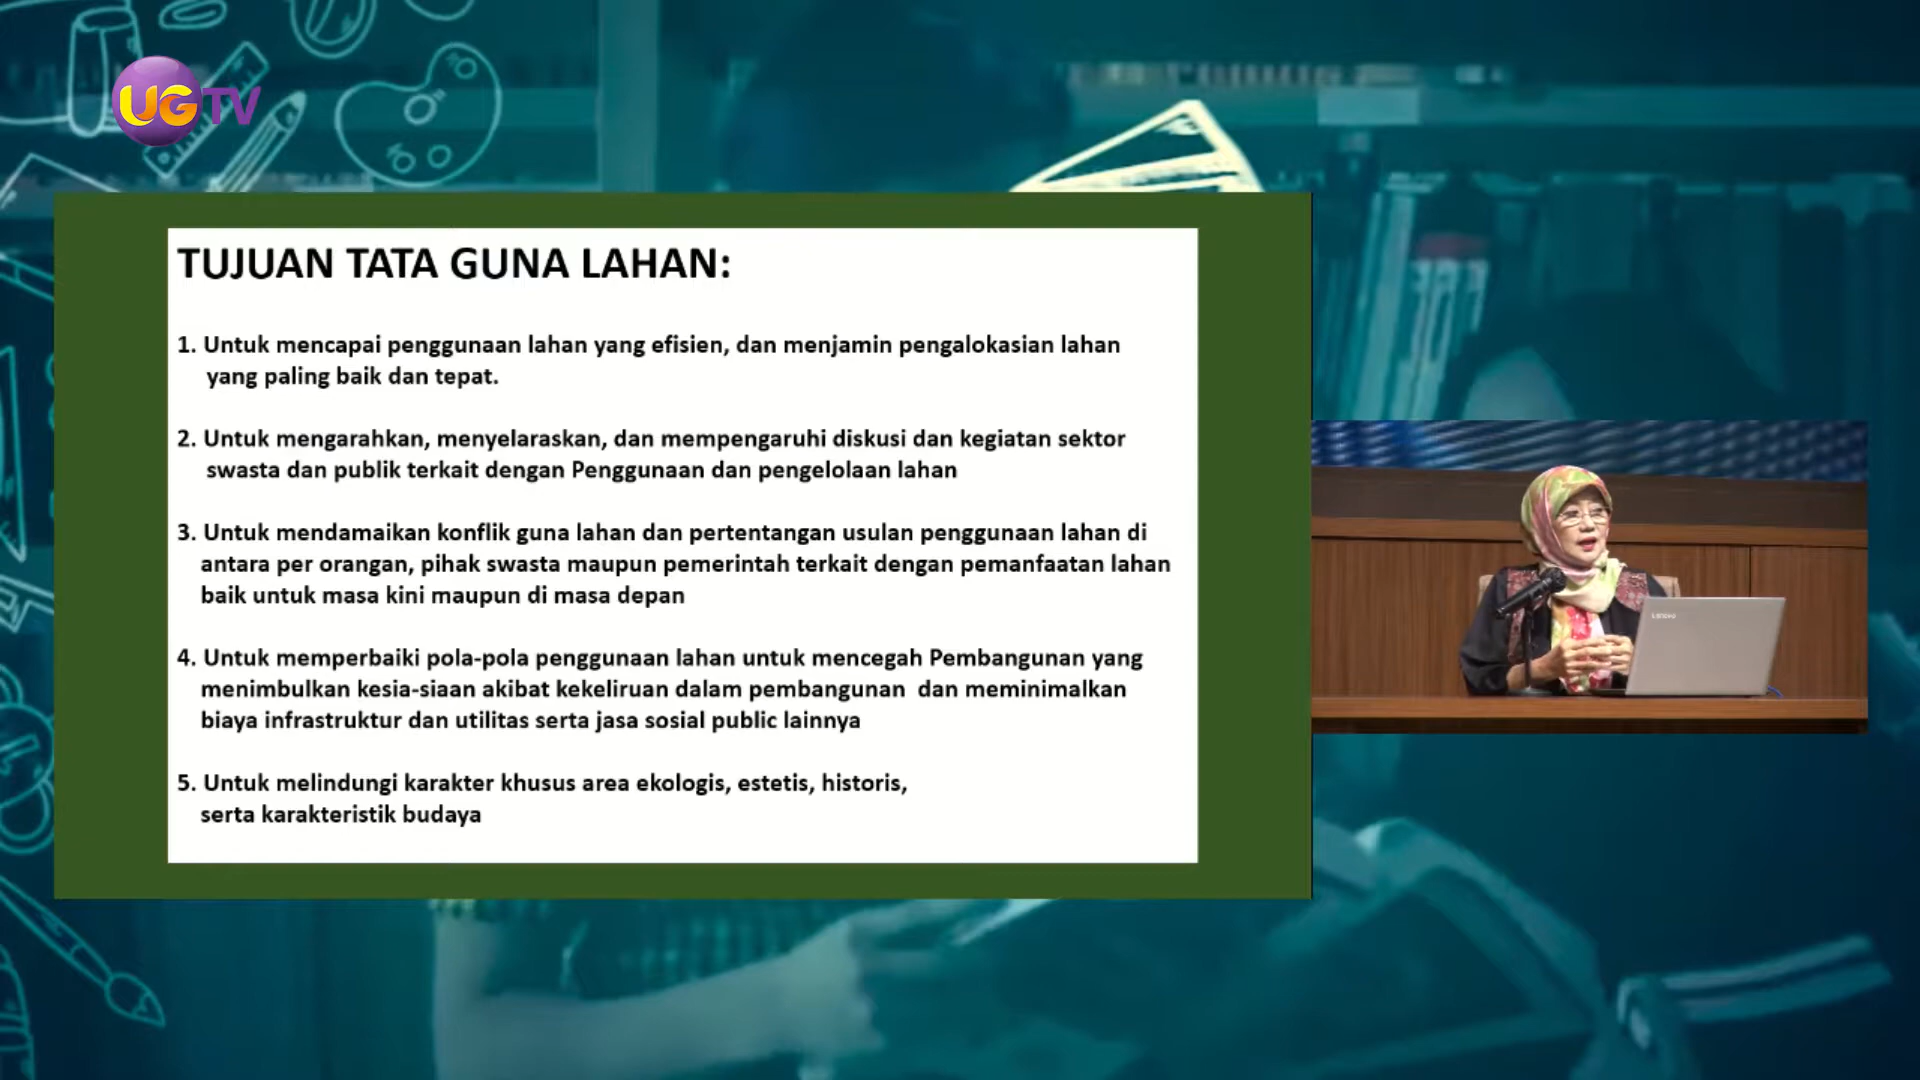 UGTV
TUJUAN TATA GUNA LAHAN:
1. Untuk mencapai penggunaan lahan yang efisien, dan menjamin pengalokasian lahan
yang paling baik dan tepat.
2. Untuk mengarahkan, menyelaraskan, dan mempengaruhi diskusi dan kegiatan sektor
swasta dan publik terkait dengan Penggunaan dan pengelolaan lahan
3. Untuk mendamaikan konflik guna lahan dan pertentangan usulan penggunaan lahan di
antara per orangan, pihak swasta maupun pemerintah terkait dengan pemanfaatan lahan
baik untuk masa kini maupun di masa depan
4. Untuk memperbaiki pola-pola penggunaan lahan untuk mencegah Pembangunan yang
menimbulkan kesia-siaan akibat kekeliruan dalam pembangunan dan meminimalkan
biaya infrastruktur dan utilitas serta jasa sosial public lainnya
5. Untuk melindungi karakter khusus area ekologis, estetis, historis,
serta karakteristik budaya
Lenovo